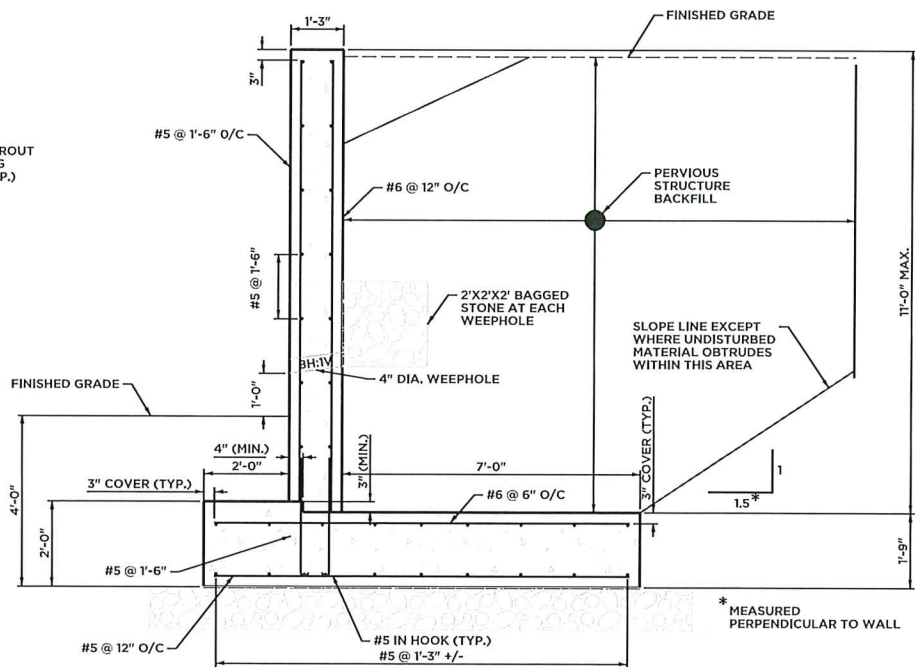 1'-3"
FINISHED GRADE
3"
#5 @ 1'-6" O/C
ROUT
G
P.)
#6 @ 12" O/C
PERVIOUS
STRUCTURE
BACKFILL
#5 @ 1'-6"
11'-0" MAX.
2'X2'X2' BAGGED
STONE AT EACH
WEEPHOLE
SLOPE LINE EXCEPT
WHERE UNDISTURBED
MATERIAL OBTRUDES
WITHIN THIS AREA
8H:1V
4" DIA. WEEPHOLE
FINISHED GRADE
1'-0"
4" (MIN.)
2'-0"
3" (MIN.)
7'-0"
3" COVER (TYP.)
1
1.5*
3" COVER (TYP.)
#6 @ 6" O/C
4'-0"
2'-0"
1'-9"
#5 @ 1'-6"
* MEASURED
PERPENDICULAR TO WALL
#5 @ 12" O/C
#5 IN HOOK (TYP.)
#5 @ 1'-3" +/-